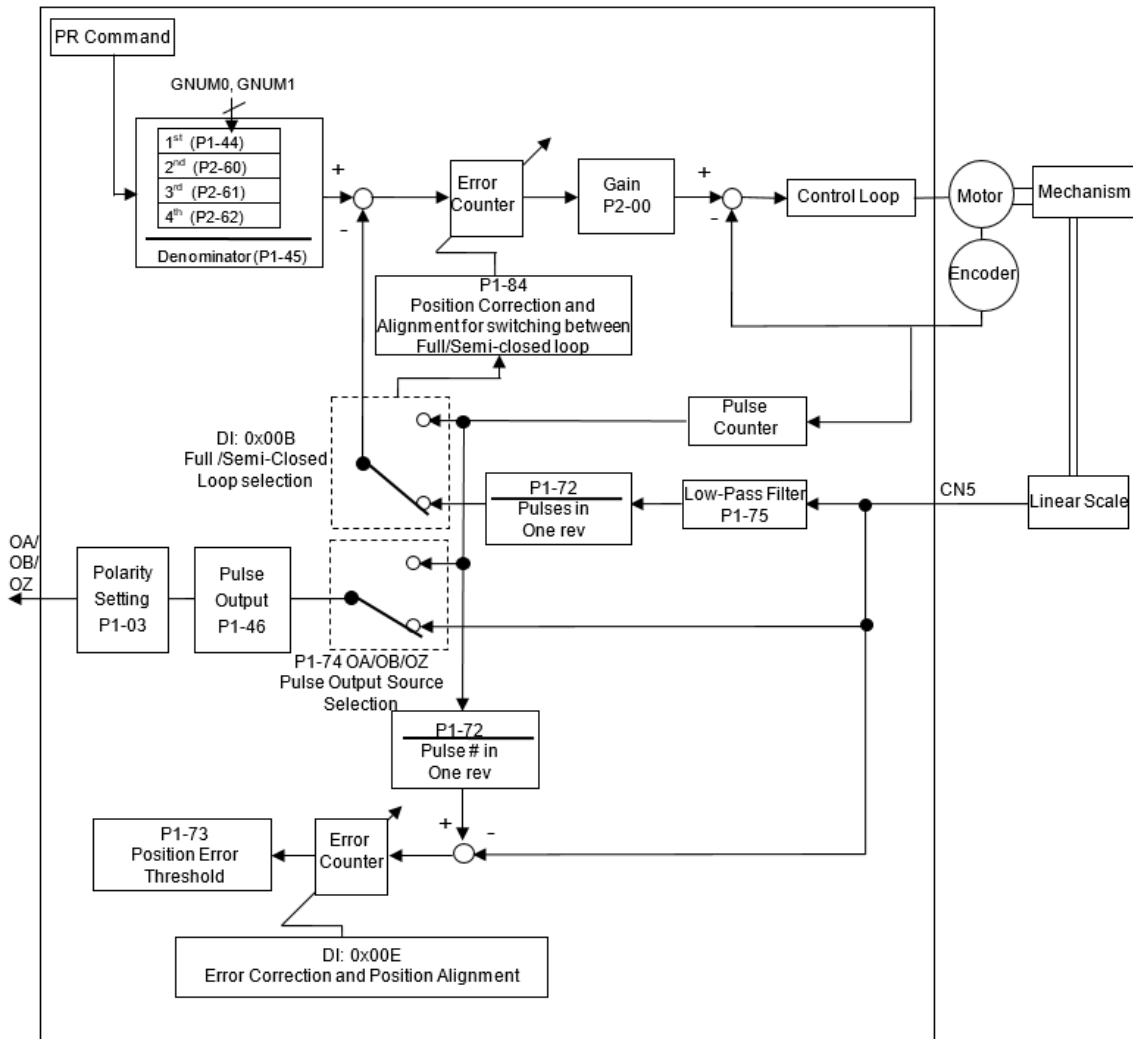 PR Command
GNUM0, GNUM1
1st (P1-44)
2nd (P2-60)
3rd (P2-61)
4th (P2-62)
Denominator (P1-45)
+
-
Error
Counter
Gain
P2-00
+
-
Control Loop
Motor
Mechanism
Encoder
P1-84
Position Correction and
Alignment for switching between
Full/Semi-closed loop
DI: 0x00B
Full /Semi-Closed
Loop selection
Pulse
Counter
P1-72
Pulses in
One rev
Low-Pass Filter
P1-75
CN5
Linear Scale
OA/
OB/
OZ
Polarity
Setting
P1-03
Pulse
Output
P1-46
P1-74 OA/OB/OZ
Pulse Output Source
Selection
P1-72
Pulse # in
One rev
+
-
P1-73
Position Error
Threshold
Error
Counter
DI: 0x00E
Error Correction and Position Alignment